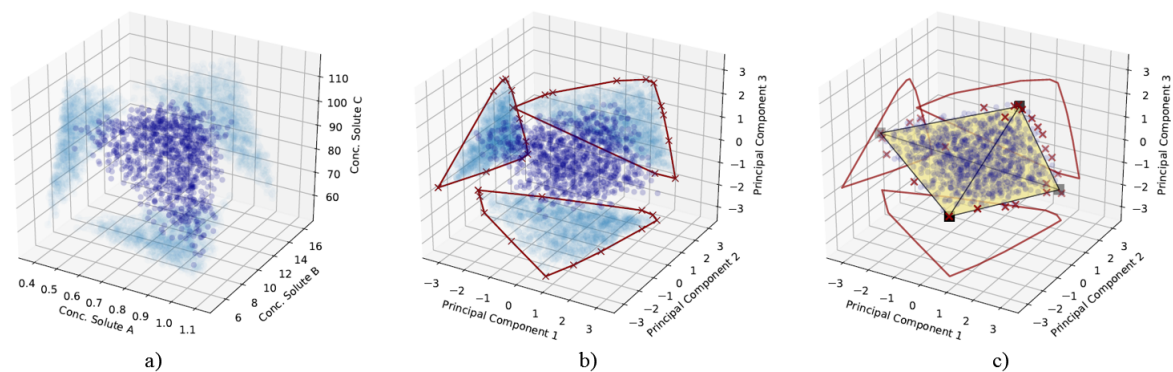 110
100
90
80
70
60
Conc. Solute C
0.4 0.5 0.6 0.7 0.8 0.9 1.0 1.1
Conc. Solute A
6 8 10 12 14 16
Conc. Solute B
a)
3
2
1
0
−1
−2
−3
Principal Component 3
−3 −2 −1 0 1 2 3
Principal Component 1
−3 −2 −1 0 1 2 3
Principal Component 2
b)
3
2
1
0
−1
−2
−3
Principal Component 3
−3 −2 −1 0 1 2 3
Principal Component 1
−3 −2 −1 0 1 2 3
Principal Component 2
c)